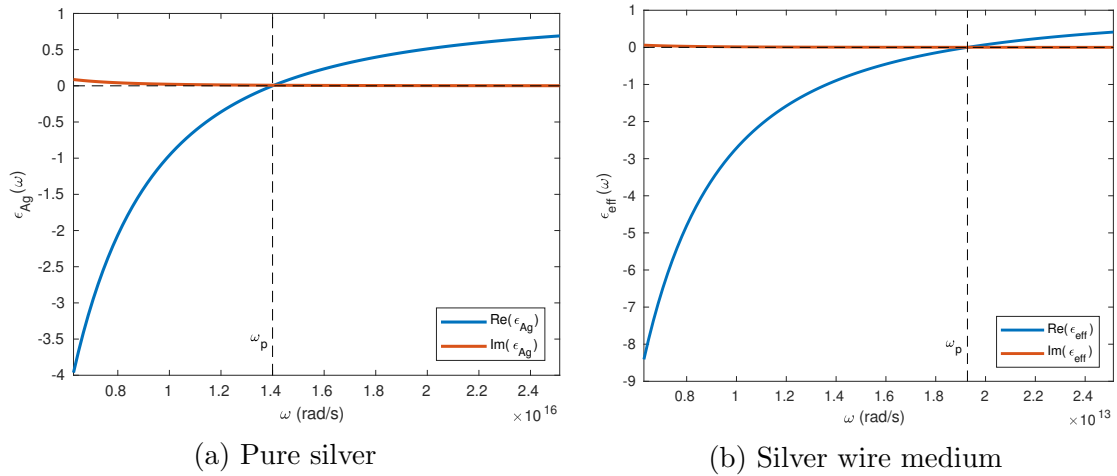 1
0.5
0
-0.5
-1
-1.5
-2
-2.5
-3
-3.5
-4
ϵ_Ag(ω)
ω_p
Re(ϵ_Ag)
Im(ϵ_Ag)
0.8 1 1.2 1.4 1.6 1.8 2 2.2 2.4
ω (rad/s)
×10^16
(a) Pure silver
1
0
-1
-2
-3
-4
-5
-6
-7
-8
-9
ϵ_eff(ω)
ω_p
Re(ϵ_eff)
Im(ϵ_eff)
0.8 1 1.2 1.4 1.6 1.8 2 2.2 2.4
ω (rad/s)
×10^13
(b) Silver wire medium